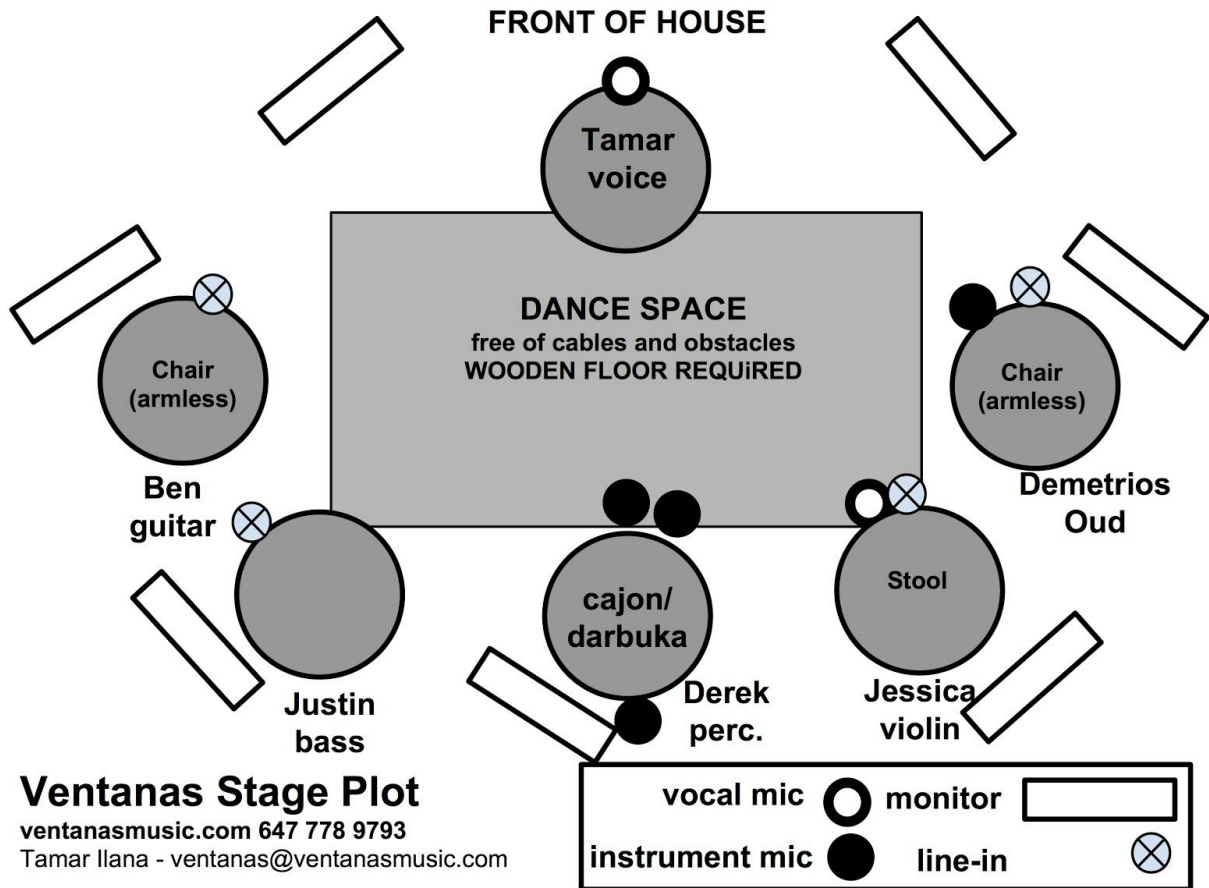 FRONT OF HOUSE
Tamar
voice
DANCE SPACE
free of cables and obstacles
WOODEN FLOOR REQUiRED
Chair
(armless)
Ben
guitar
Chair
(armless)
Demetrios
Oud
Justin
bass
cajon/
darbuka
Derek
perc.
Stool
Jessica
violin
Ventanas Stage Plot
ventanasmusic.com 647 778 9793
Tamar Ilana - ventanas@ventanasmusic.com
vocal mic monitor
instrument mic line-in